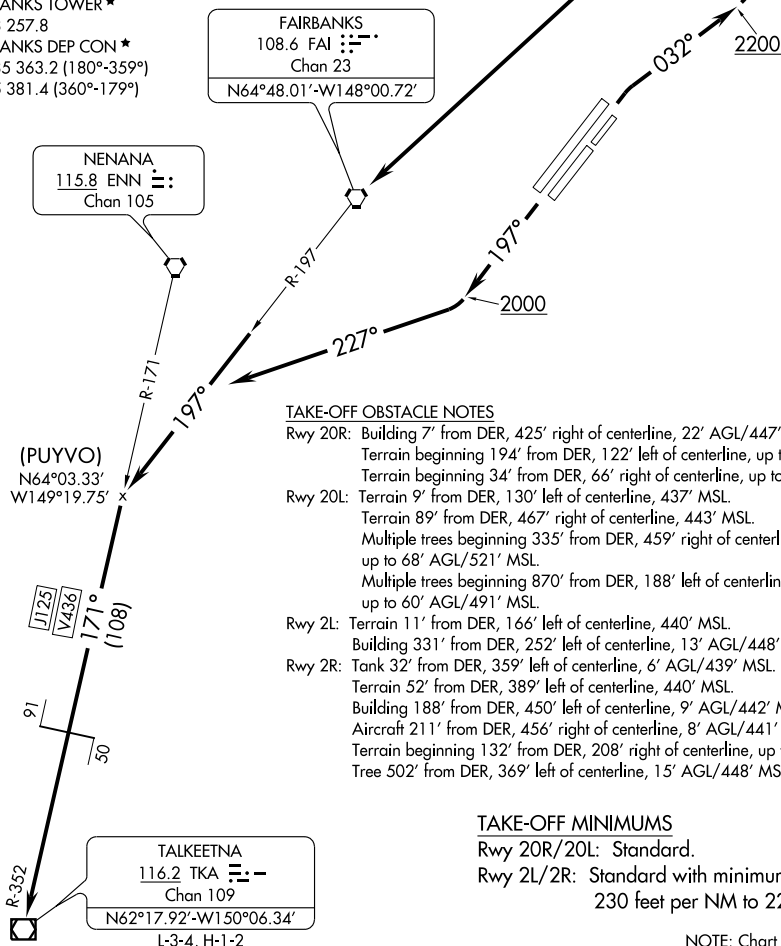 ANKS TOWER ★
257.8
ANKS DEP CON ★
5 363.2 (180°-359°)
381.4 (360°-179°)
FAIRBANKS
108.6 FAI
Chan 23
N64°48.01′-W148°00.72′
2200
032°
NENANA
115.8 ENN
Chan 105
R-197
197°
2000
227°
R-171
197°
(PUYVO)
N64°03.33′
W149°19.75′ x
TAKE-OFF OBSTACLE NOTES
Rwy 20R: Building 7′ from DER, 425′ right of centerline, 22′ AGL/447′
Terrain beginning 194′ from DER, 122′ left of centerline, up t
Terrain beginning 34′ from DER, 66′ right of centerline, up to
Rwy 20L: Terrain 9′ from DER, 130′ left of centerline, 437′ MSL.
Terrain 89′ from DER, 467′ right of centerline, 443′ MSL.
Multiple trees beginning 335′ from DER, 459′ right of centerl
up to 68′ AGL/521′ MSL.
Multiple trees beginning 870′ from DER, 188′ left of centerlin
up to 60′ AGL/491′ MSL.
Rwy 2L: Terrain 11′ from DER, 166′ left of centerline, 440′ MSL.
Building 331′ from DER, 252′ left of centerline, 13′ AGL/448′
Rwy 2R: Tank 32′ from DER, 359′ left of centerline, 6′ AGL/439′ MSL.
Terrain 52′ from DER, 389′ left of centerline, 440′ MSL.
Building 188′ from DER, 450′ left of centerline, 9′ AGL/442′ M
Aircraft 211′ from DER, 456′ right of centerline, 8′ AGL/441′
Terrain beginning 132′ from DER, 208′ right of centerline, up
Tree 502′ from DER, 369′ left of centerline, 15′ AGL/448′ MS
J125
V436
171°
(108)
91
50
R-352
TALKEETNA
116.2 TKA
Chan 109
N62°17.92′-W150°06.34′
L-3-4, H-1-2
TAKE-OFF MINIMUMS
Rwy 20R/20L: Standard.
Rwy 2L/2R: Standard with minimu
230 feet per NM to 22
NOTE: Chart